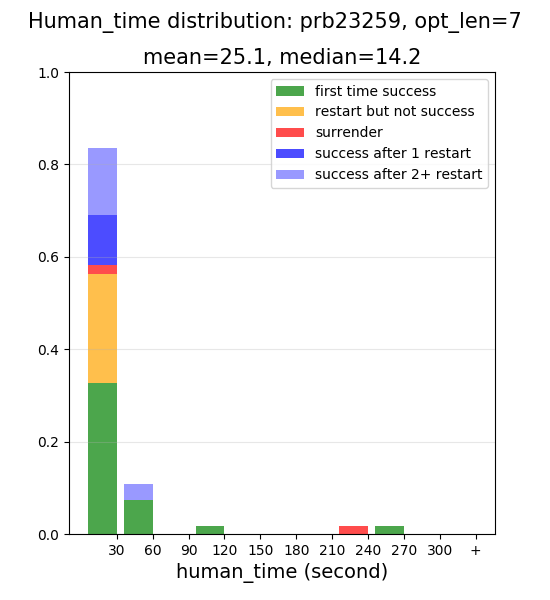 Human_time distribution: prb23259, opt_len=7
mean=25.1, median=14.2
1.0
0.8
0.6
0.4
0.2
0.0
first time success
restart but not success
surrender
success after 1 restart
success after 2+ restart
30 60 90 120 150 180 210 240 270 300 +
human_time (second)